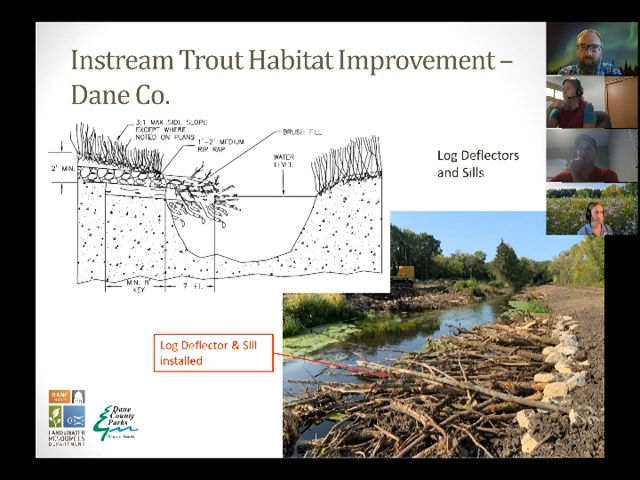 Instream Trout Habitat Improvement –
Dane Co.
3:1 MAX SIDE SLOPE
EXCEPT WHERE
NOTED ON PLANS
1'-2' MEDIUM
RIP RAP
BRUSH FILL
WATER
LEVEL
2' MIN.
MIN. 8'
KEY
7 FT.
Log Deflectors
and Sills
Log Deflector & Sill
installed
DANE
LAND & WATER
RESOURCES
DEPARTMENT
Dane
County
Parks